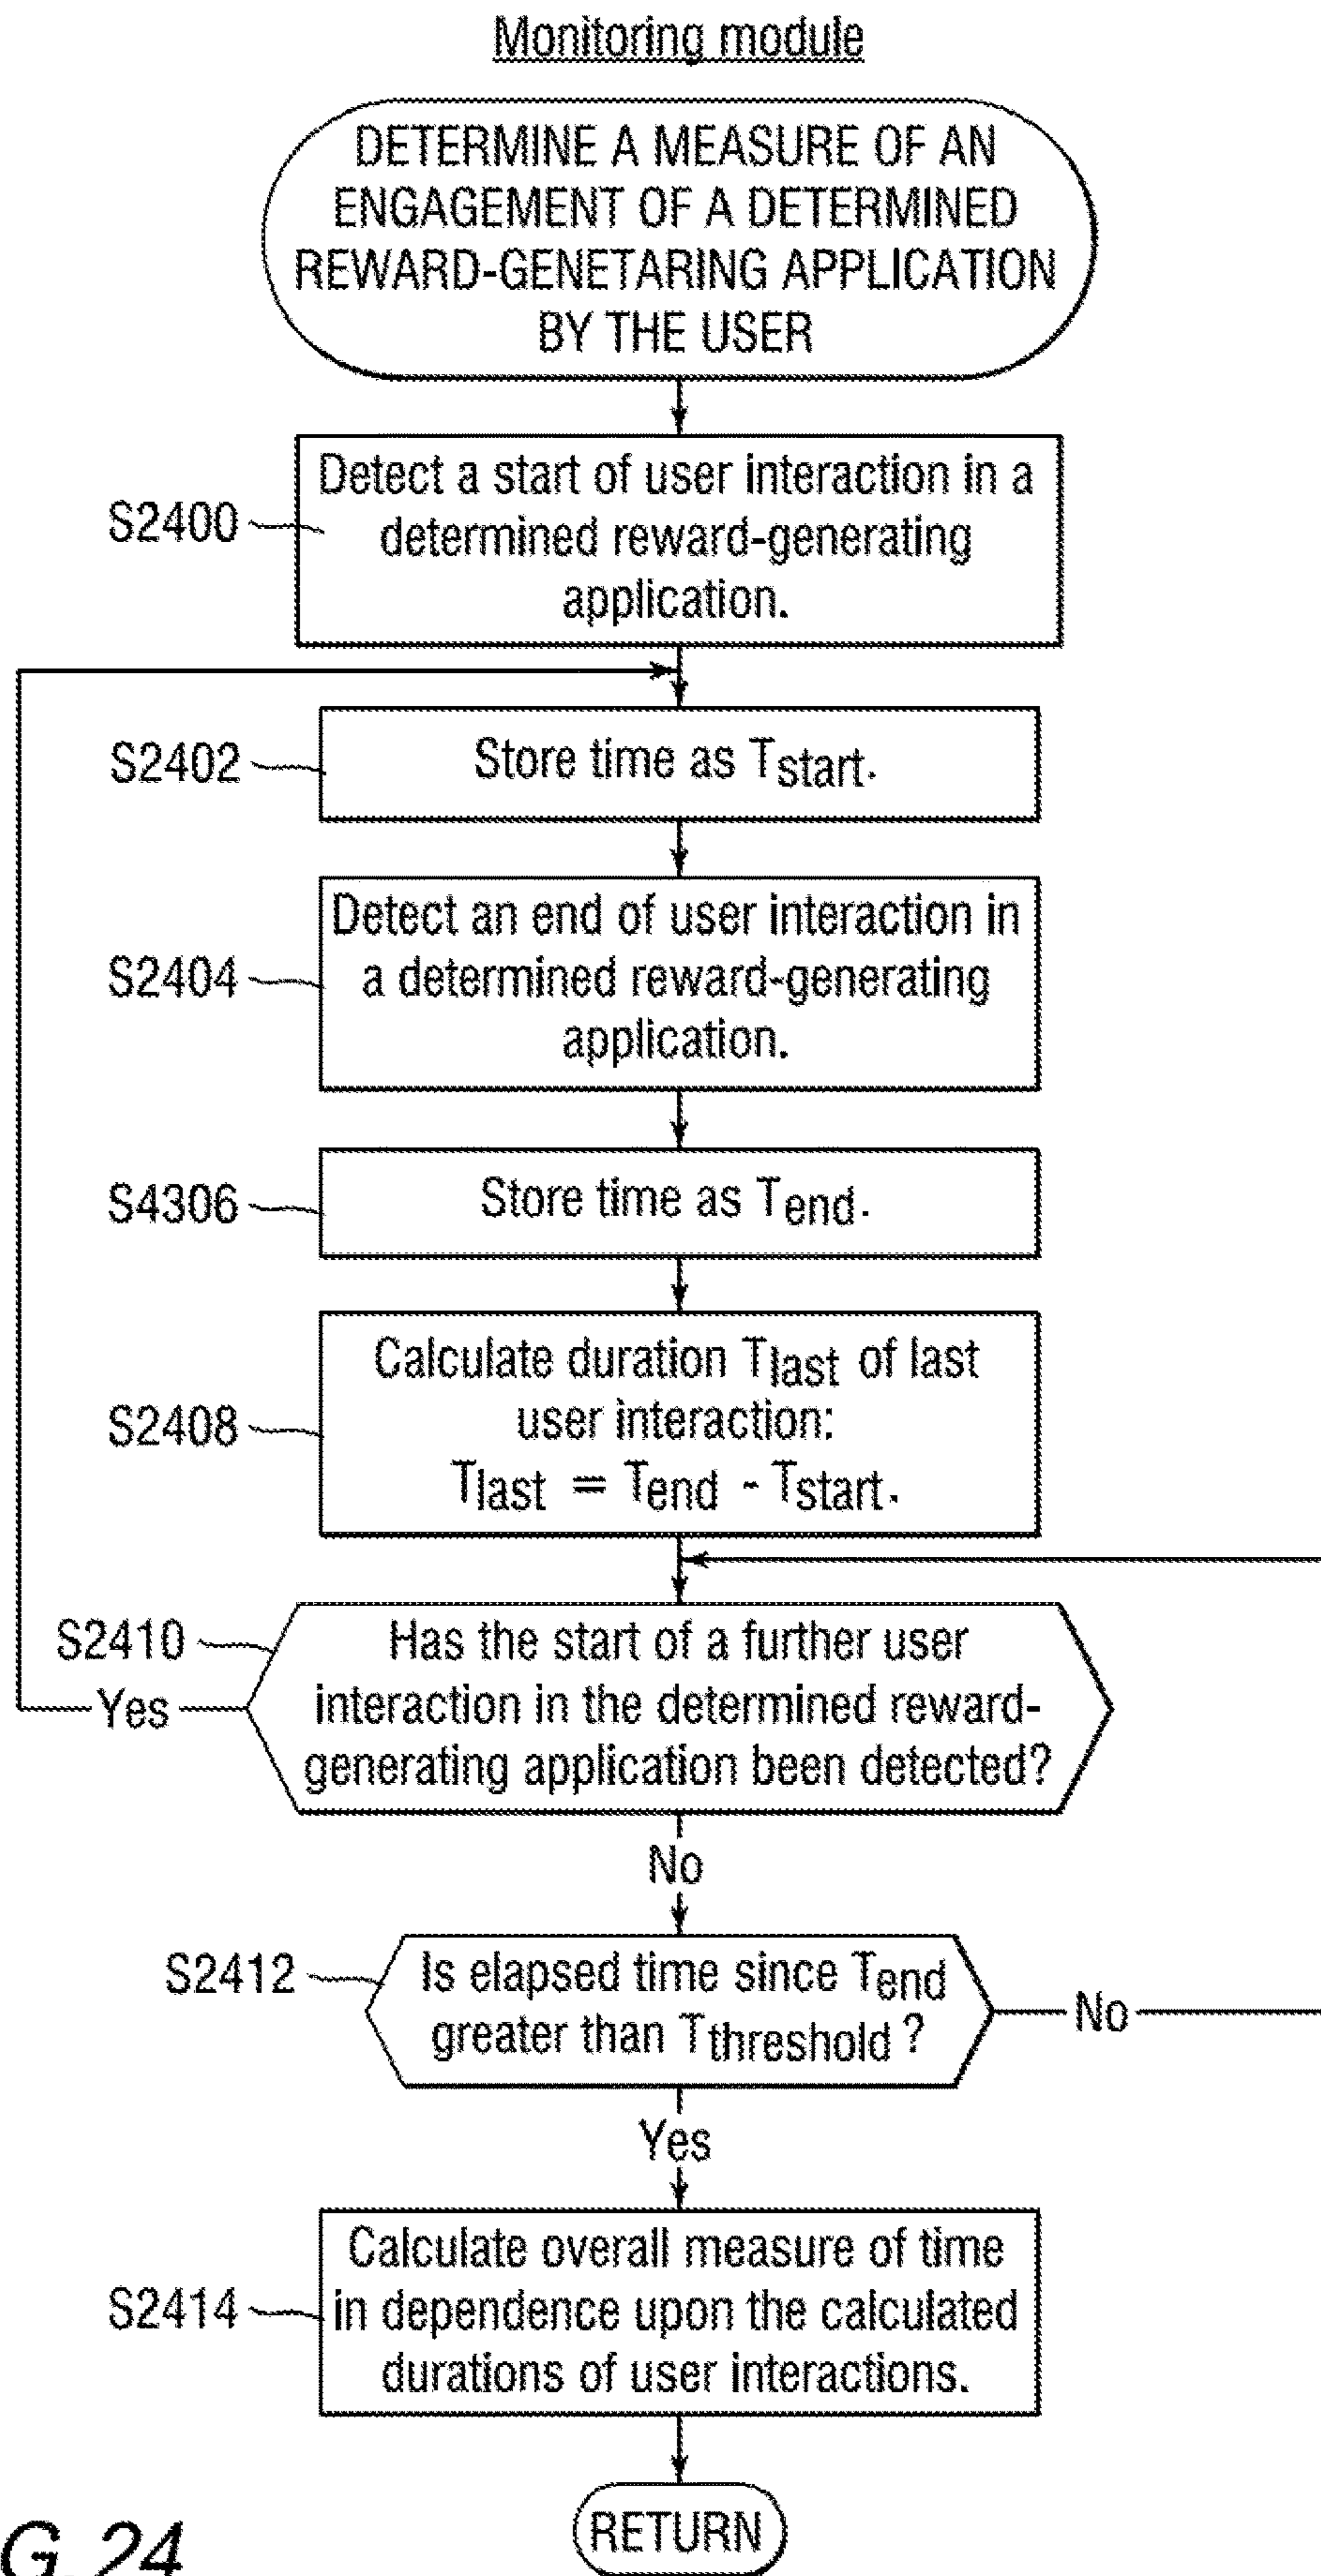 Monitoring module
DETERMINE A MEASURE OF AN
ENGAGEMENT OF A DETERMINED
REWARD-GENETARING APPLICATION
BY THE USER
S2400
Detect a start of user interaction in a
determined reward-generating
application.
S2402
Store time as Tstart.
S2404
Detect an end of user interaction in
a determined reward-generating
application.
S4306
Store time as Tend.
S2408
Calculate duration Tlast of last
user interaction:
Tlast = Tend - Tstart.
S2410
Has the start of a further user
interaction in the determined reward-
generating application been detected?
Yes
No
S2412
Is elapsed time since Tend
greater than Tthreshold ?
No
Yes
S2414
Calculate overall measure of time
in dependence upon the calculated
durations of user interactions.
RETURN
G.24